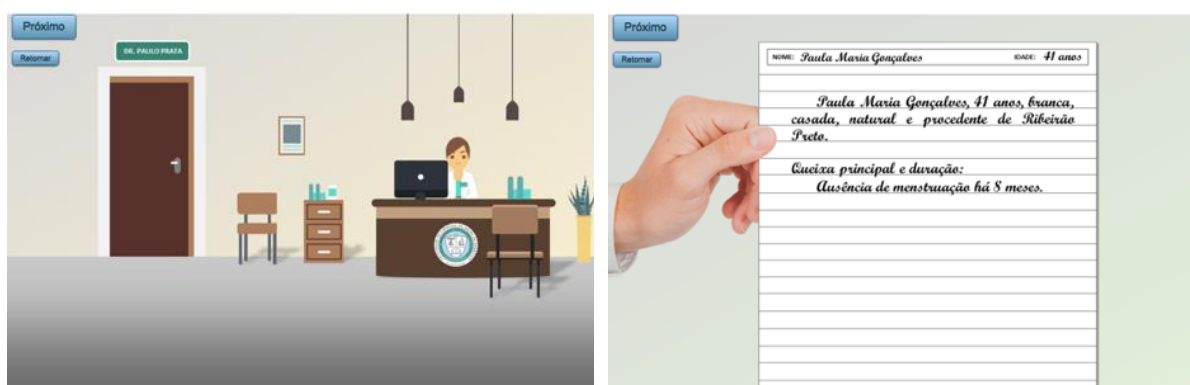 Próximo
Retornar
DR. PAULO PRATA
Próximo
Retornar
NOME: Paula Maria Gonçalves IDADE: 41 anos
Paula Maria Gonçalves, 41 anos, branca,
casada, natural e procedente de Ribeirão
Preto.
Queixa principal e duração:
Ausência de menstruação há 8 meses.